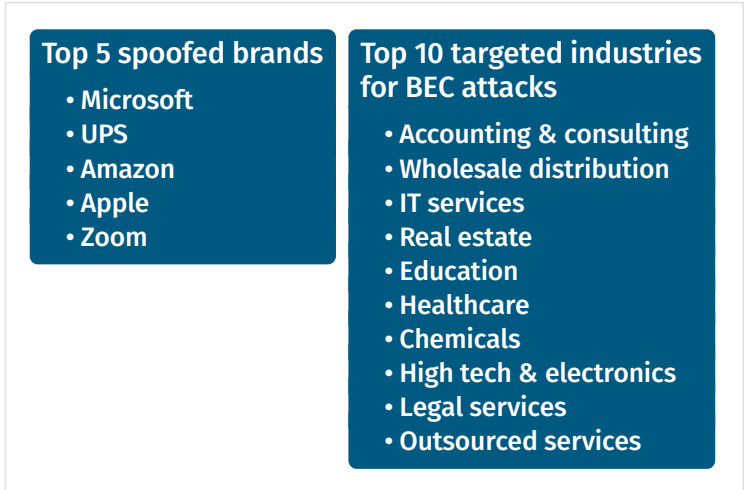 Top 5 spoofed brands
• Microsoft
• UPS
• Amazon
• Apple
• Zoom
Top 10 targeted industries
for BEC attacks
• Accounting & consulting
• Wholesale distribution
• IT services
• Real estate
• Education
• Healthcare
• Chemicals
• High tech & electronics
• Legal services
• Outsourced services